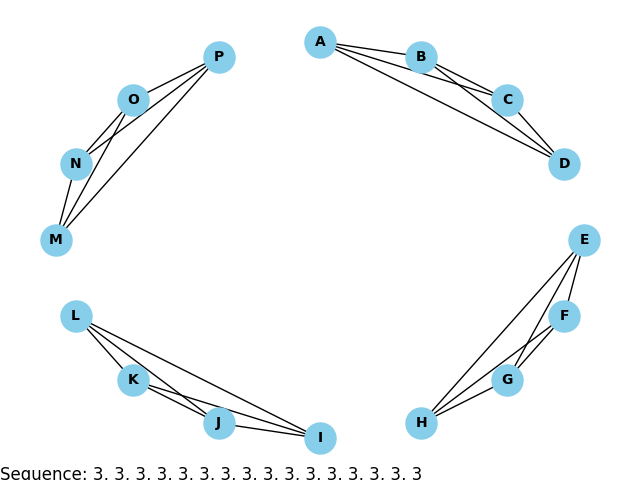 A
P
B
O
C
N
D
M
E
L
F
K
G
J
H
I
Sequence: 3, 3, 3, 3, 3, 3, 3, 3, 3, 3, 3, 3, 3, 3, 3, 3